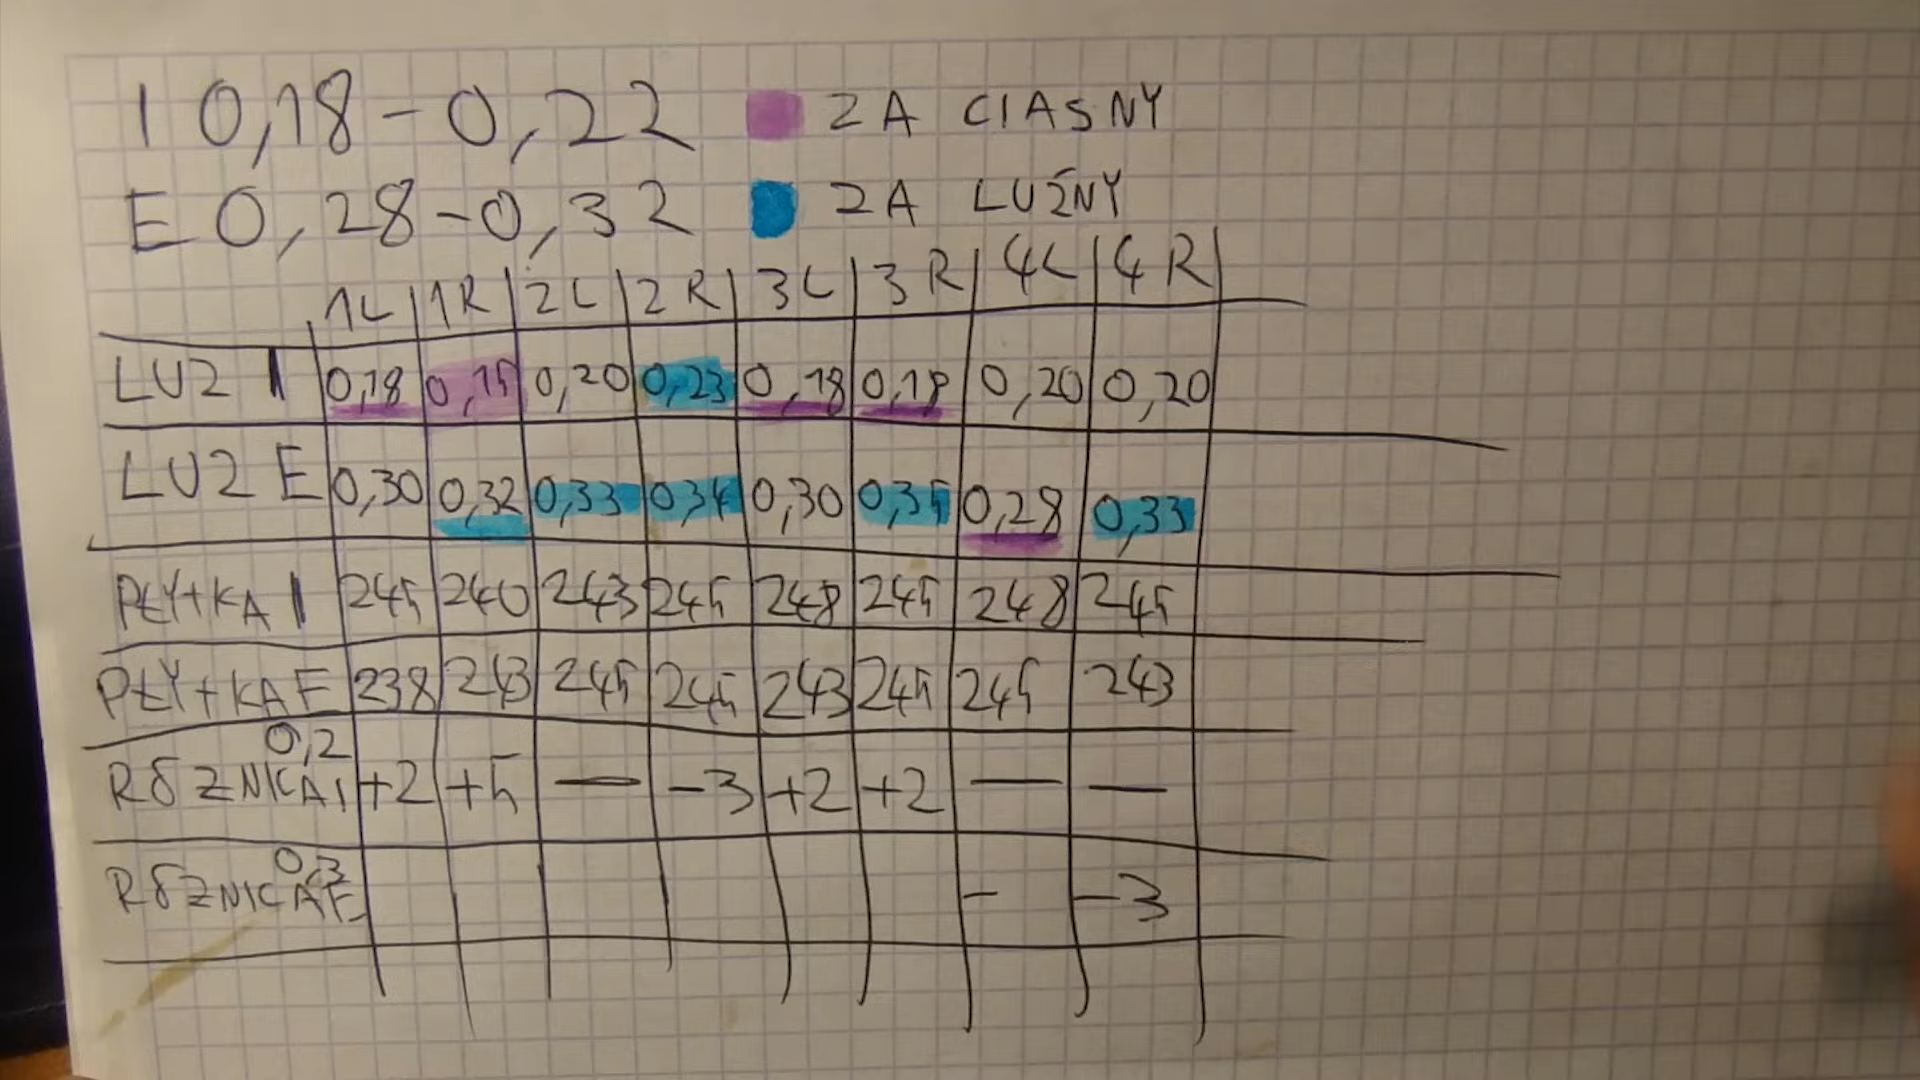 I 0,18-0,22 ZA CIASNY
E 0,28-0,32 ZA LUŹNY
1L 1R 2L 2R 3L 3R 4L 4R
LUZ I 0,18 0,15 0,20 0,23 0,18 0,18 0,20 0,20
LUZ E 0,30 0,32 0,33 0,34 0,30 0,35 0,28 0,33
PŁYTKA I 245 240 243 245 248 245 248 245
PŁYTKA E 238 243 245 245 243 245 245 243
0,2
RÓŻNICA I +2 +5 — -3 +2 +2 — —
0,3
RÓŻNICA E - -3